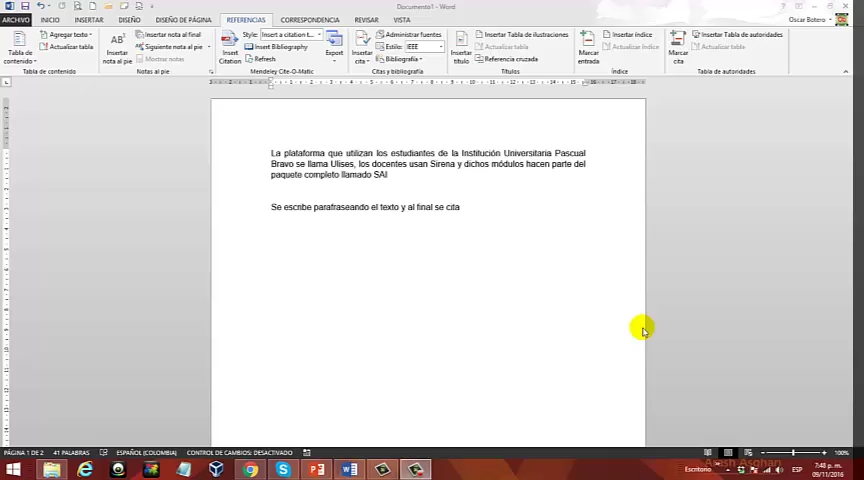 Documento1 - Word
ARCHIVO INICIO INSERTAR DISEÑO DISEÑO DE PÁGINA REFERENCIAS CORRESPONDENCIA REVISAR VISTA
Oscar Botero
Tabla de contenido
Agregar texto
Actualizar tabla
Tabla de contenido
AB¹
Insertar nota al pie
Insertar nota al final
Siguiente nota al pie
Mostrar notas
Notas al pie
Insert Citation
Style: Insert a citation t...
Insert Bibliography
Refresh
Export
Mendeley Cite-O-Matic
Insertar cita
Administrar fuentes
Estilo: IEEE
Bibliografía
Citas y bibliografía
Insertar título
Insertar Tabla de ilustraciones
Actualizar tabla
Referencia cruzada
Títulos
Marcar entrada
Insertar índice
Actualizar índice
Índice
Marcar cita
Insertar Tabla de autoridades
Actualizar tabla
Tabla de autoridades
La plataforma que utilizan los estudiantes de la Institución Universitaria Pascual
Bravo se llama Ulises, los docentes usan Sirena y dichos módulos hacen parte del
paquete completo llamado SAI
Se escribe parafraseando el texto y al final se cita
PÁGINA 1 DE 2 41 PALABRAS ESPAÑOL (COLOMBIA) CONTROL DE CAMBIOS: DESACTIVADO 100%
Escritorio ESP 7:48 p. m.
09/11/2016